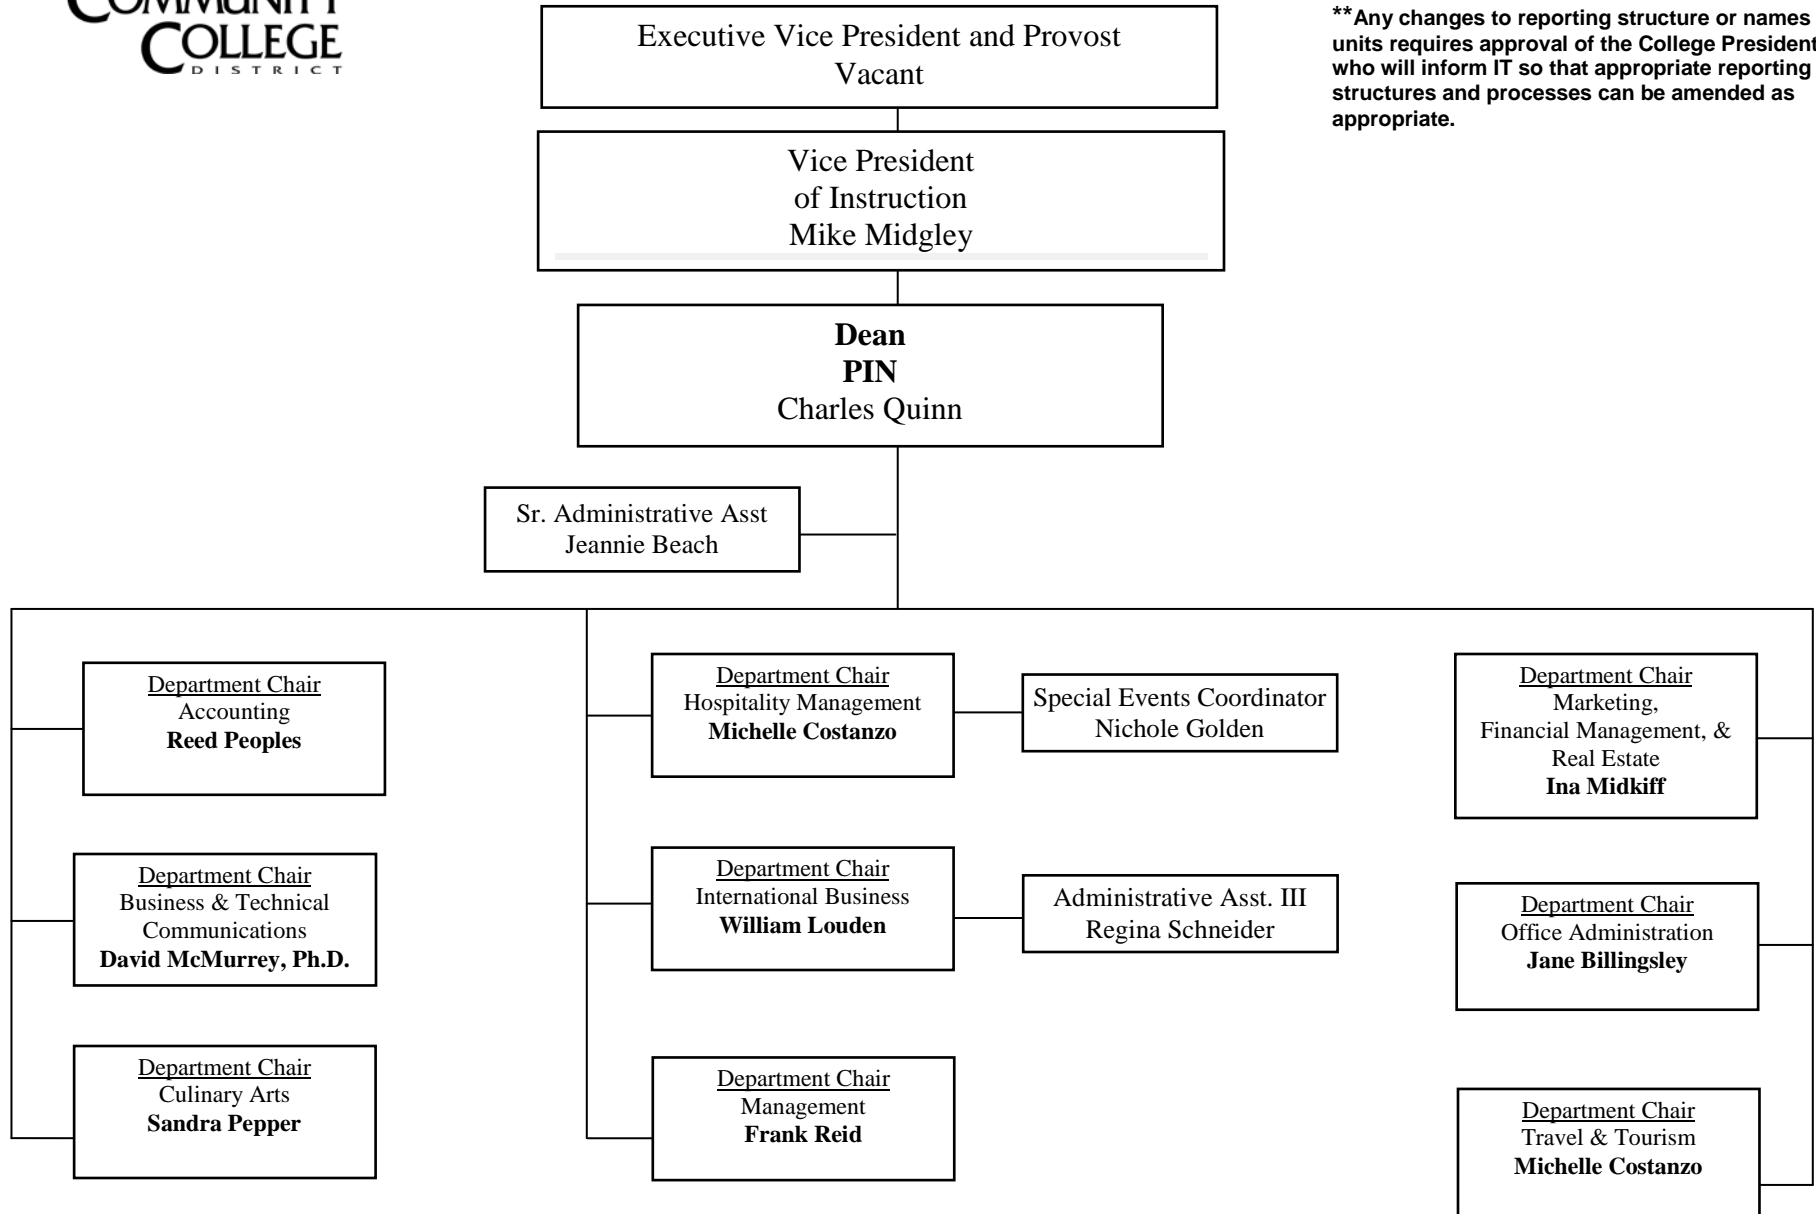 COMMUNITY
COLLEGE
DISTRICT
Executive Vice President and Provost
Vacant
**Any changes to reporting structure or names
units requires approval of the College President
who will inform IT so that appropriate reporting
structures and processes can be amended as
appropriate.
Vice President
of Instruction
Mike Midgley
Dean
PIN
Charles Quinn
Sr. Administrative Asst
Jeannie Beach
Department Chair
Accounting
Reed Peoples
Department Chair
Business & Technical
Communications
David McMurrey, Ph.D.
Department Chair
Culinary Arts
Sandra Pepper
Department Chair
Hospitality Management
Michelle Costanzo
Special Events Coordinator
Nichole Golden
Department Chair
International Business
William Louden
Administrative Asst. III
Regina Schneider
Department Chair
Management
Frank Reid
Department Chair
Marketing,
Financial Management, &
Real Estate
Ina Midkiff
Department Chair
Office Administration
Jane Billingsley
Department Chair
Travel & Tourism
Michelle Costanzo